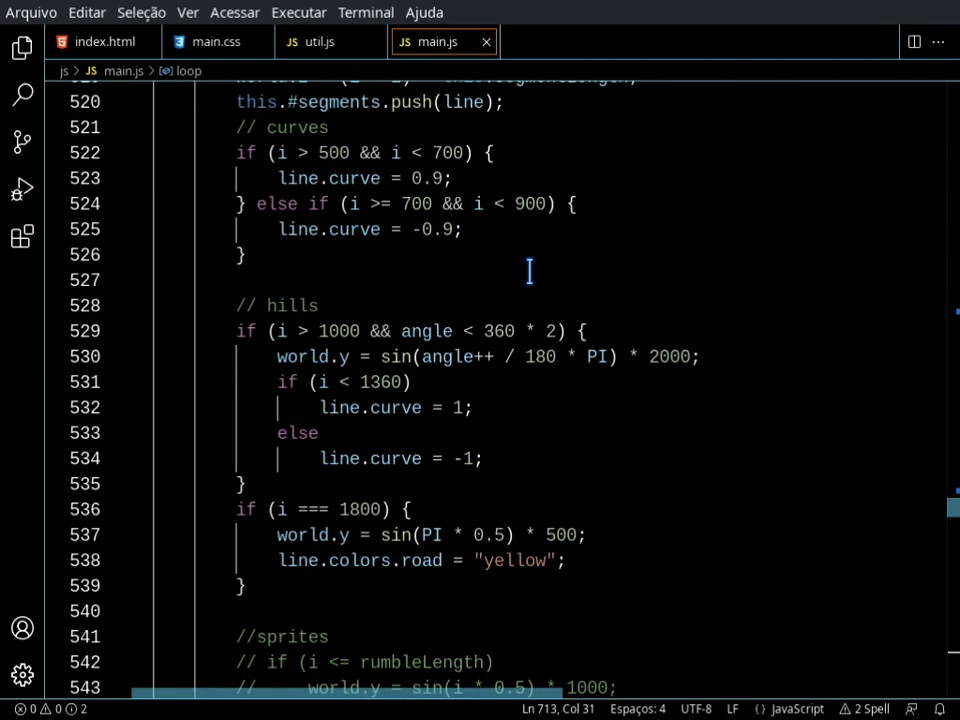 Arquivo Editar Seleção Ver Acessar Executar Terminal Ajuda
index.html main.css JS util.js JS main.js
js > JS main.js > loop
520 this.#segments.push(line);
521 // curves
522 if (i > 500 && i < 700) {
523 line.curve = 0.9;
524 } else if (i >= 700 && i < 900) {
525 line.curve = -0.9;
526 }
527
528 // hills
529 if (i > 1000 && angle < 360 * 2) {
530 world.y = sin(angle++ / 180 * PI) * 2000;
531 if (i < 1360)
532 line.curve = 1;
533 else
534 line.curve = -1;
535 }
536 if (i === 1800) {
537 world.y = sin(PI * 0.5) * 500;
538 line.colors.road = "yellow";
539 }
540
541 //sprites
542 // if (i <= rumbleLength)
543 // world.y = sin(i * 0.5) * 1000;
0 0 2 Ln 713, Col 31 Espaços: 4 UTF-8 LF {} JavaScript 2 Spell